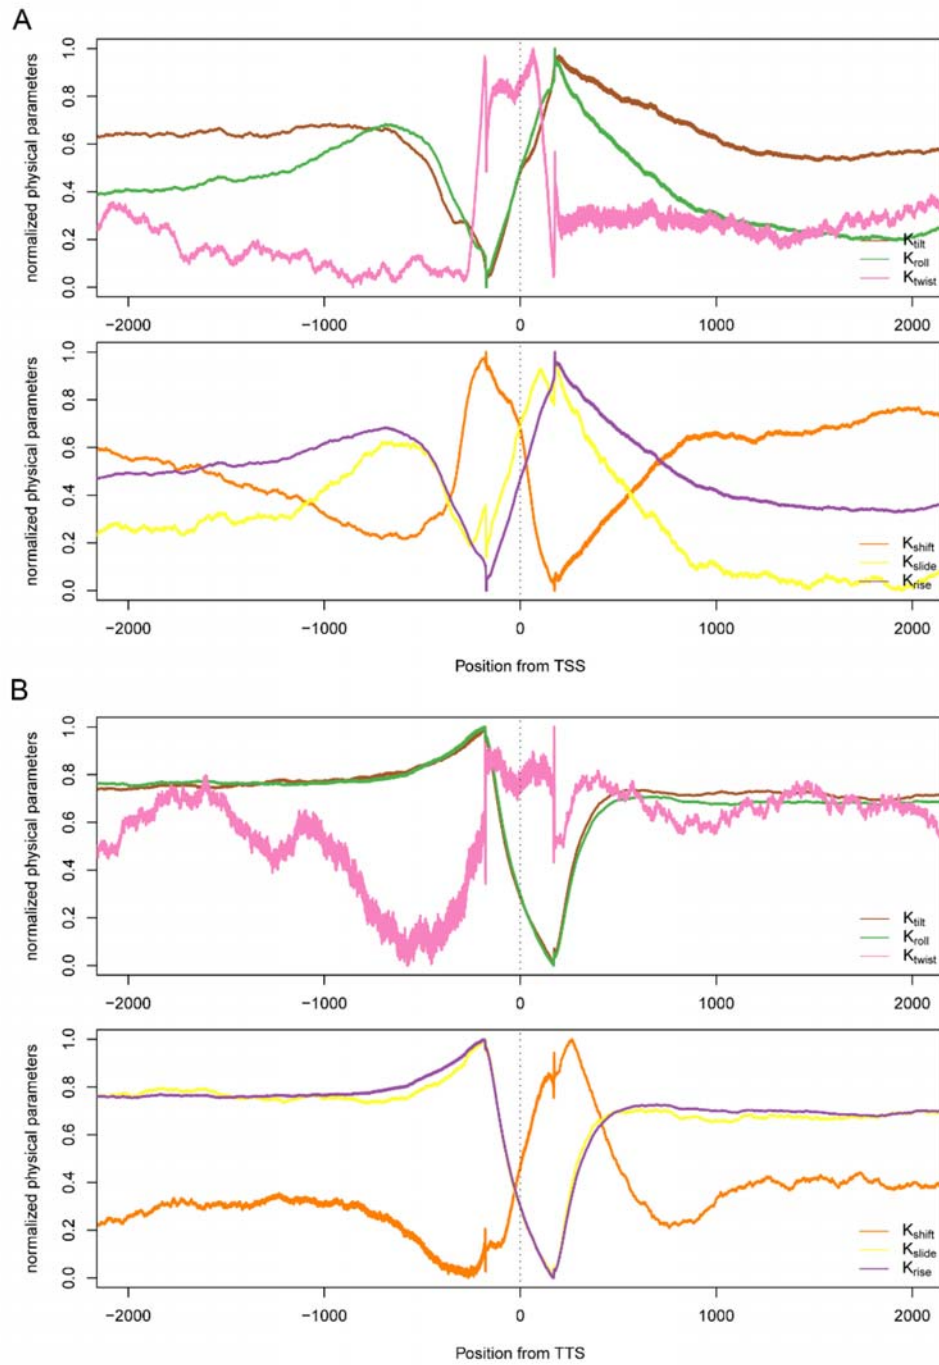 A
normalized physical parameters
1.0
0.8
0.6
0.4
0.2
0.0
K_tilt
K_roll
K_twist
−2000 −1000 0 1000 2000
normalized physical parameters
1.0
0.8
0.6
0.4
0.2
0.0
K_shift
K_slide
K_rise
−2000 −1000 0 1000 2000
Position from TSS
B
normalized physical parameters
1.0
0.8
0.6
0.4
0.2
0.0
K_tilt
K_roll
K_twist
−2000 −1000 0 1000 2000
normalized physical parameters
1.0
0.8
0.6
0.4
0.2
0.0
K_shift
K_slide
K_rise
−2000 −1000 0 1000 2000
Position from TTS